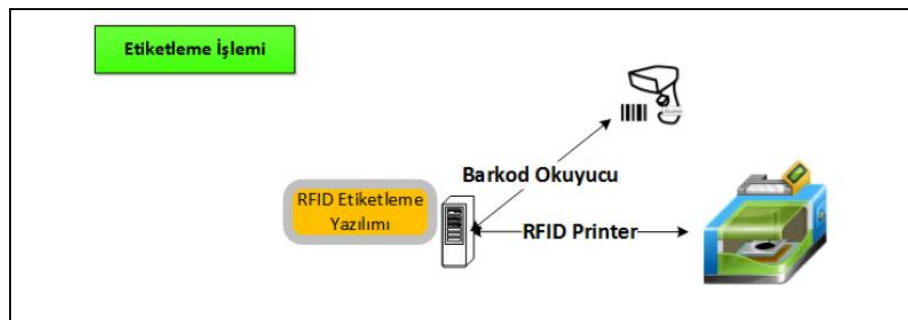 Etiketleme İşlemi
Barkod Okuyucu
RFID Etiketleme
Yazılımı
RFID Printer